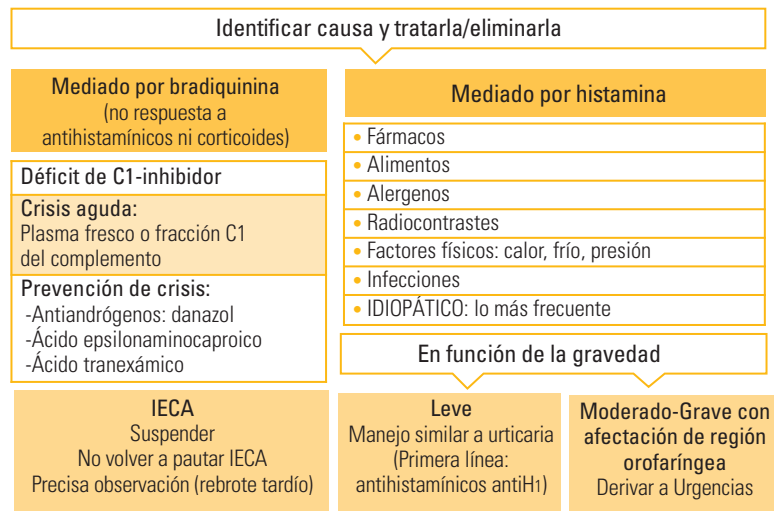 Identificar causa y tratarla/eliminarla
Mediado por bradiquinina
(no respuesta a
antihistamínicos ni corticoides)
Déficit de C1-inhibidor
Crisis aguda:
Plasma fresco o fracción C1
del complemento
Prevención de crisis:
-Antiandrógenos: danazol
-Ácido epsilonaminocaproico
-Ácido tranexámico
IECA
Suspender
No volver a pautar IECA
Precisa observación (rebrote tardío)
Mediado por histamina
• Fármacos
• Alimentos
• Alergenos
• Radiocontrastes
• Factores físicos: calor, frío, presión
• Infecciones
• IDIOPÁTICO: lo más frecuente
En función de la gravedad
Leve
Manejo similar a urticaria
(Primera línea:
antihistamínicos antiH1)
Moderado-Grave con
afectación de región
orofaríngea
Derivar a Urgencias